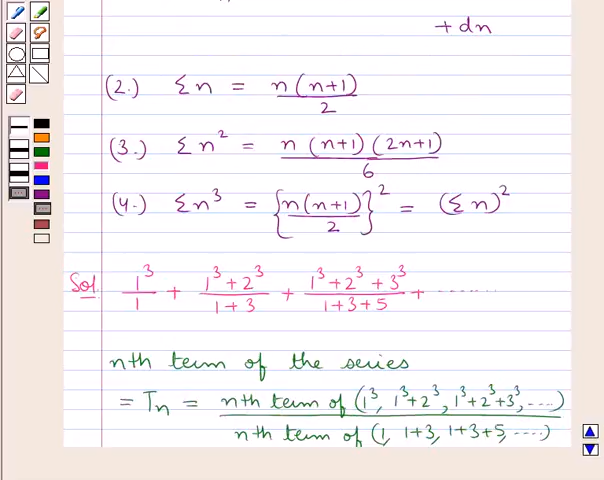 + dn
(2.) Σn = n(n+1)/2
(3.) Σn² = n(n+1)(2n+1)/6
(4.) Σn³ = {n(n+1)/2}² = (Σn)²
Sol. 1³/1 + (1³+2³)/(1+3) + (1³+2³+3³)/(1+3+5) + ........
nth term of the series
= Tn = nth term of (1³, 1³+2³, 1³+2³+3³, ....)
nth term of (1, 1+3, 1+3+5, ....)